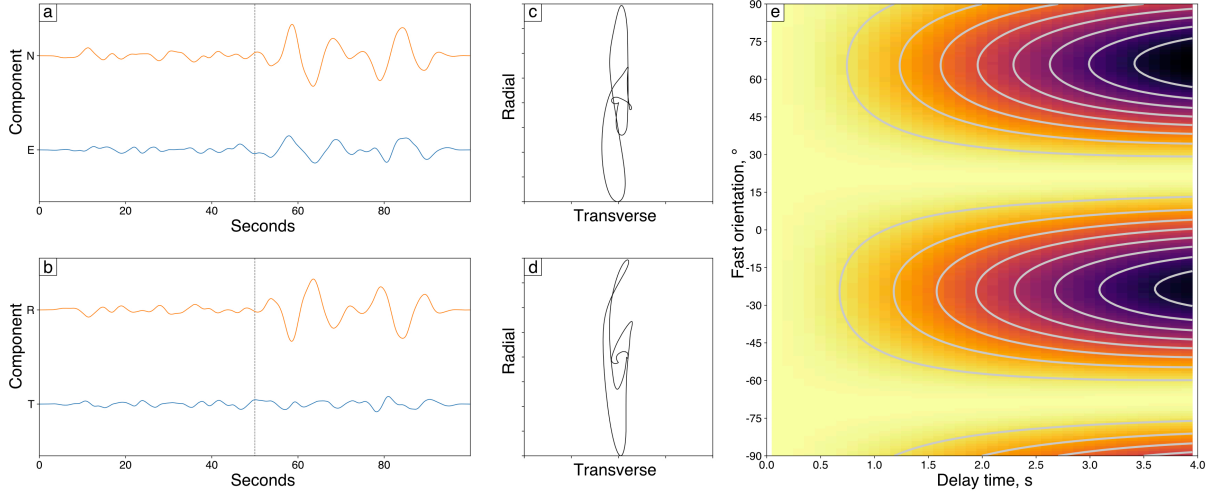 a
Component
N
E
0
20
40
60
80
Seconds
b
Component
R
T
0
20
40
60
80
Seconds
c
Radial
Transverse
d
Radial
Transverse
e
Fast orientation, °
90
75
60
45
30
15
0
-15
-30
-45
-60
-75
-90
0.0
0.5
1.0
1.5
2.0
2.5
3.0
3.5
4.0
Delay time, s